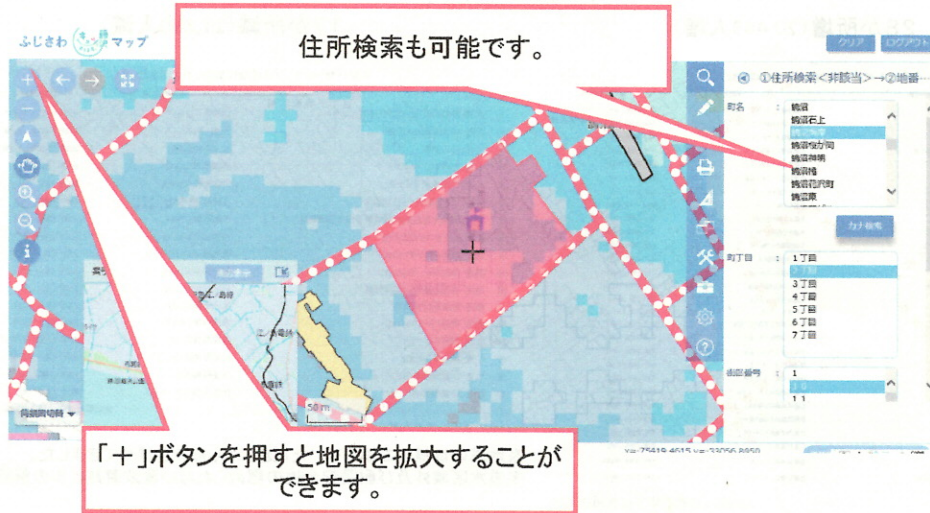 ふじさわ
マップ
住所検索も可能です。
クリア
ログアウト
①住所検索<非該当>→②地番…
町名 :
鵠沼
鵠沼石上
鵠沼海岸
鵠沼桜が岡
鵠沼神明
鵠沼橘
鵠沼花沢町
鵠沼東
カナ検索
町丁目 :
1丁目
2丁目
3丁目
4丁目
5丁目
6丁目
7丁目
1
50 m
背景切替
「+」ボタンを押すと地図を拡大することが
できます。